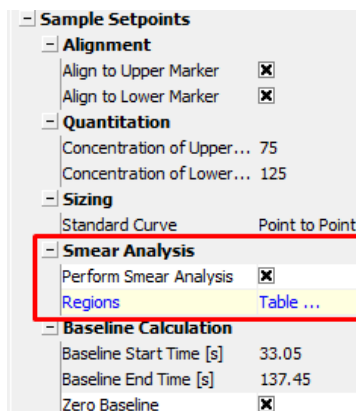 Sample Setpoints
Alignment
Align to Upper Marker
Align to Lower Marker
Quantitation
Concentration of Upper... 75
Concentration of Lower... 125
Sizing
Standard Curve Point to Point
Smear Analysis
Perform Smear Analysis
Regions Table ...
Baseline Calculation
Baseline Start Time [s] 33.05
Baseline End Time [s] 137.45
Zero Baseline